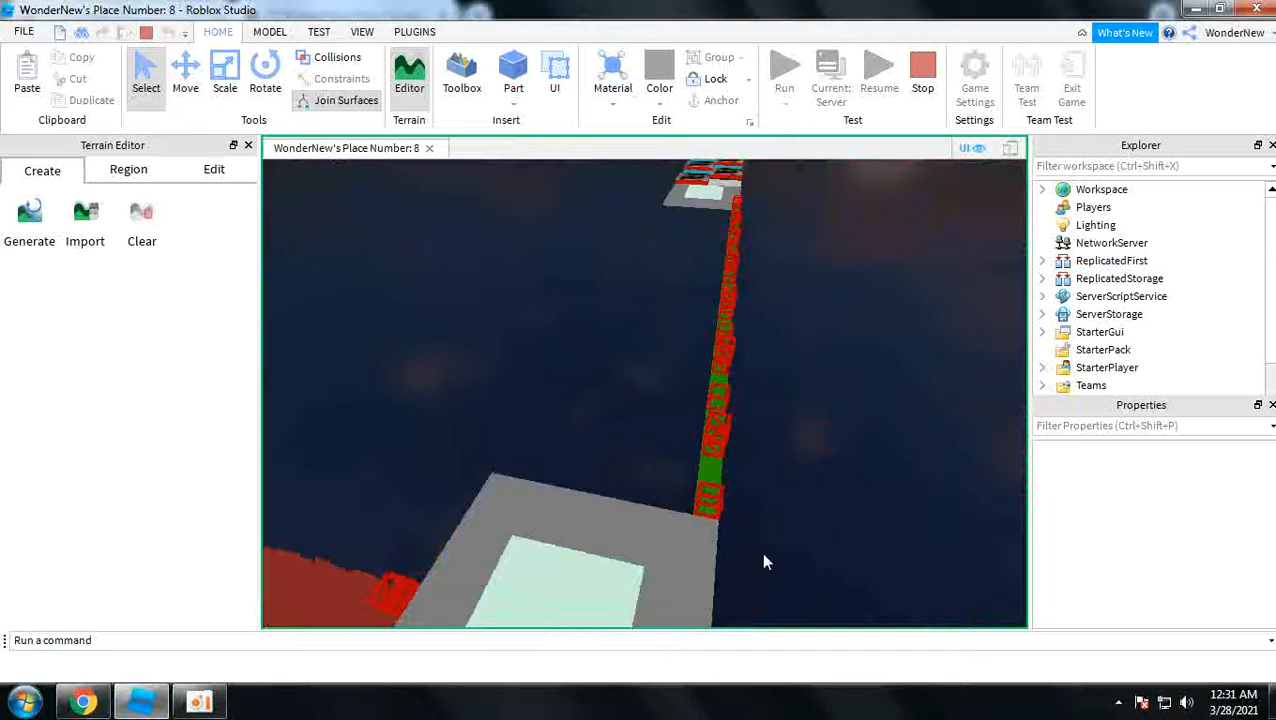 WonderNew's Place Number: 8 - Roblox Studio
FILE HOME MODEL TEST VIEW PLUGINS What's New WonderNew
Paste Copy Cut Duplicate Select Move Scale Rotate Collisions Constraints Join Surfaces Editor Toolbox Part UI Material Color Group Lock Anchor Run Current: Server Resume Stop Game Settings Team Test Exit Game
Clipboard Tools Terrain Insert Edit Test Settings Team Test
Terrain Editor
Create Region Edit
Generate Import Clear
WonderNew's Place Number: 8
UI
Explorer
Filter workspace (Ctrl+Shift+X)
Workspace
Players
Lighting
NetworkServer
ReplicatedFirst
ReplicatedStorage
ServerScriptService
ServerStorage
StarterGui
StarterPack
StarterPlayer
Teams
Properties
Filter Properties (Ctrl+Shift+P)
Run a command
12:31 AM
3/28/2021